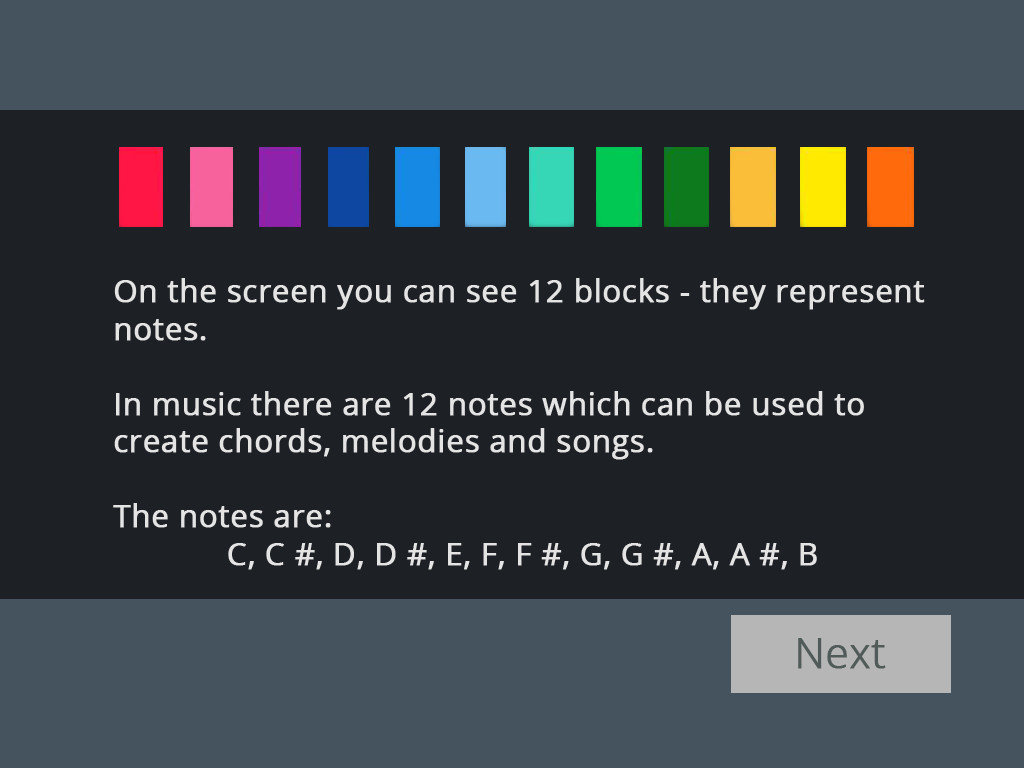 On the screen you can see 12 blocks - they represent
notes.
In music there are 12 notes which can be used to
create chords, melodies and songs.
The notes are:
C, C #, D, D #, E, F, F #, G, G #, A, A #, B
Next